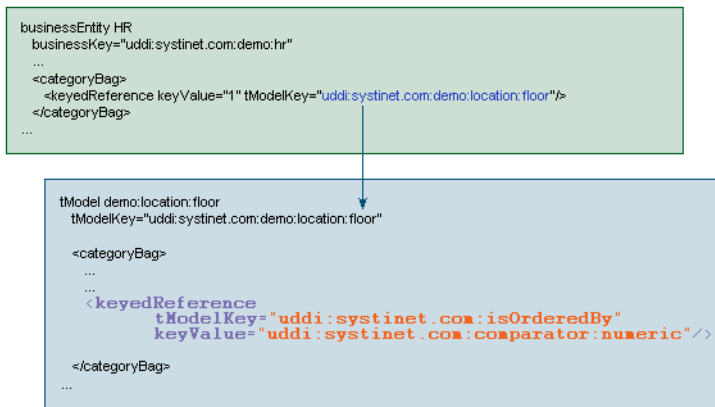 businessEntity HR
businessKey="uddi:systinet.com:demo:hr"
...
<categoryBag>
<keyedReference keyValue="1" tModelKey="uddi:systinet.com:demo:location:floor"/>
</categoryBag>
...
tModel demo:location:floor
tModelKey="uddi:systinet.com:demo:location:floor"
<categoryBag>
...
...
<keyedReference
tModelKey="uddi:systinet.com:isOrderedBy"
keyValue="uddi:systinet.com:comparator:numeric"/>
</categoryBag>
...